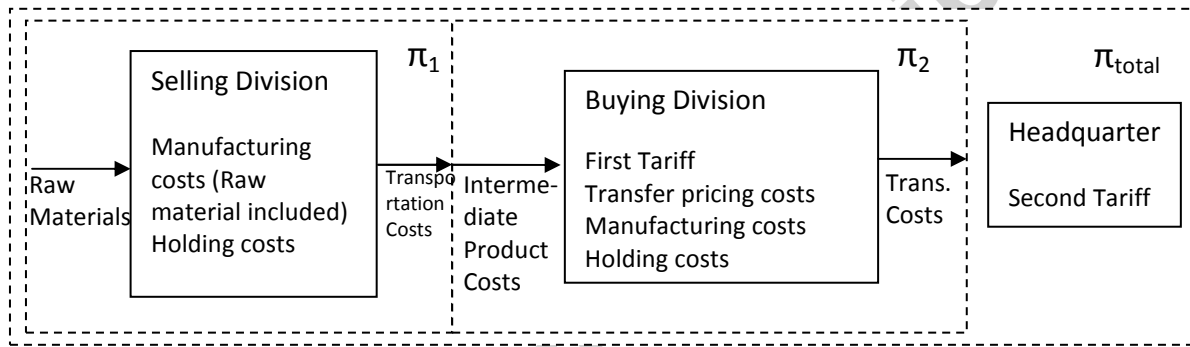 π1
π2
πtotal
Raw
Materials
Selling Division
Manufacturing
costs (Raw
material included)
Holding costs
Transpo
rtation
Costs
Interme-
diate
Product
Costs
Buying Division
First Tariff
Transfer pricing costs
Manufacturing costs
Holding costs
Trans.
Costs
Headquarter
Second Tariff